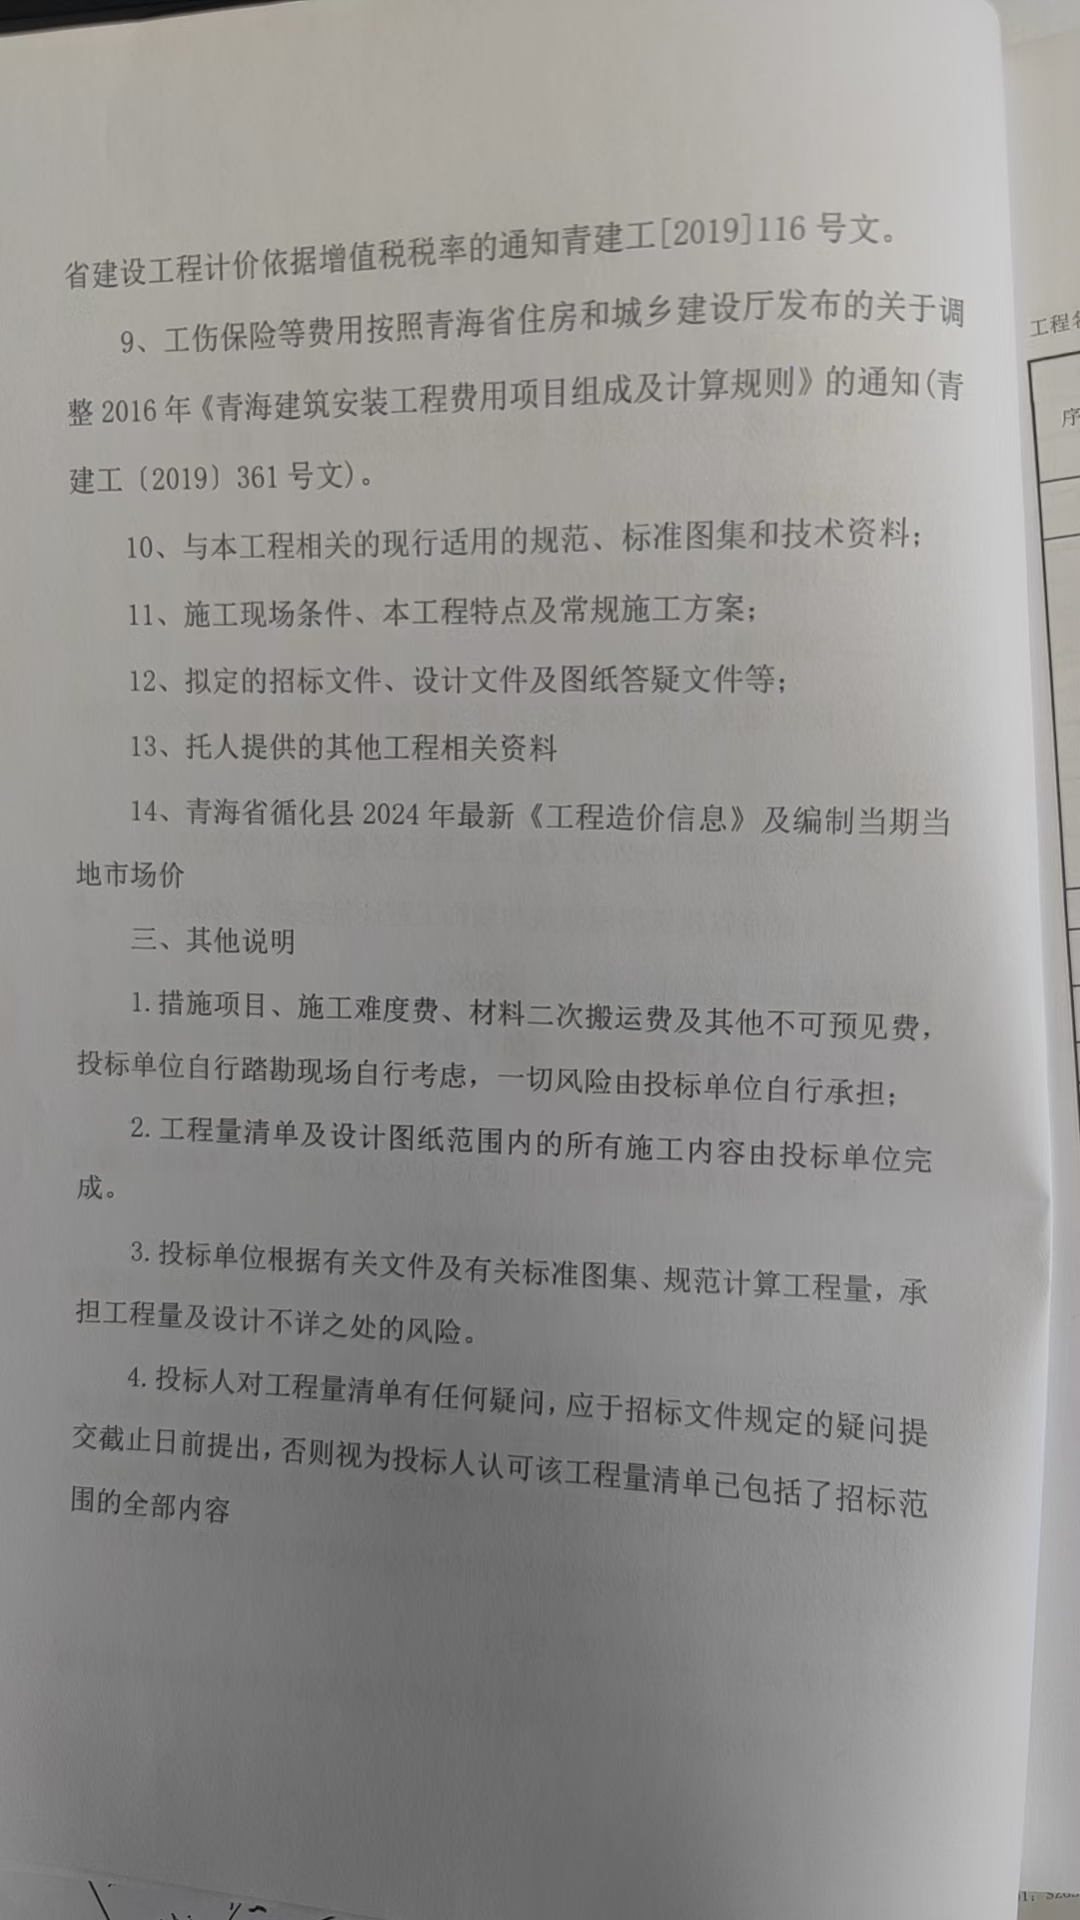 省建设工程计价依据增值税税率的通知青建工[2019]116 号文。
9、工伤保险等费用按照青海省住房和城乡建设厅发布的关于调
整 2016 年《青海建筑安装工程费用项目组成及计算规则》的通知(青
建工〔2019〕361 号文)。
10、与本工程相关的现行适用的规范、标准图集和技术资料;
11、施工现场条件、本工程特点及常规施工方案;
12、拟定的招标文件、设计文件及图纸答疑文件等;
13、托人提供的其他工程相关资料
14、青海省循化县 2024 年最新《工程造价信息》及编制当期当
地市场价
三、其他说明
1.措施项目、施工难度费、材料二次搬运费及其他不可预见费,
投标单位自行踏勘现场自行考虑,一切风险由投标单位自行承担;
2.工程量清单及设计图纸范围内的所有施工内容由投标单位完
成。
3.投标单位根据有关文件及有关标准图集、规范计算工程量,承
担工程量及设计不详之处的风险。
4.投标人对工程量清单有任何疑问,应于招标文件规定的疑问提
交截止日前提出,否则视为投标人认可该工程量清单已包括了招标范
围的全部内容
工程名
序